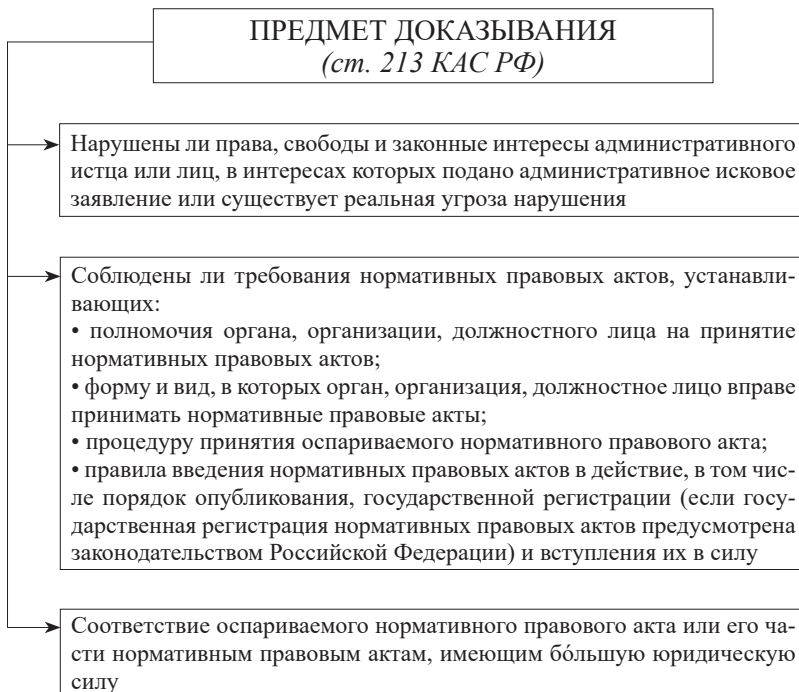 ПРЕДМЕТ ДОКАЗЫВАНИЯ
(ст. 213 КАС РФ)
Нарушены ли права, свободы и законные интересы административного
истца или лиц, в интересах которых подано административное исковое
заявление или существует реальная угроза нарушения
Соблюдены ли требования нормативных правовых актов, устанавли-
вающих:
• полномочия органа, организации, должностного лица на принятие
нормативных правовых актов;
• форму и вид, в которых орган, организация, должностное лицо вправе
принимать нормативные правовые акты;
• процедуру принятия оспариваемого нормативного правового акта;
• правила введения нормативных правовых актов в действие, в том чис-
ле порядок опубликования, государственной регистрации (если госу-
дарственная регистрация нормативных правовых актов предусмотрена
законодательством Российской Федерации) и вступления их в силу
Соответствие оспариваемого нормативного правового акта или его ча-
сти нормативным правовым актам, имеющим бо́льшую юридическую
силу